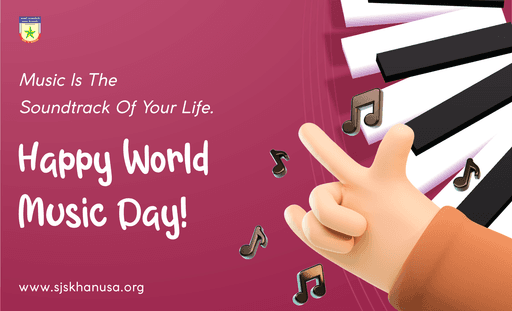 Music Is The
Soundtrack Of Your Life.
Happy World
Music Day!
www.sjskhanusa.org